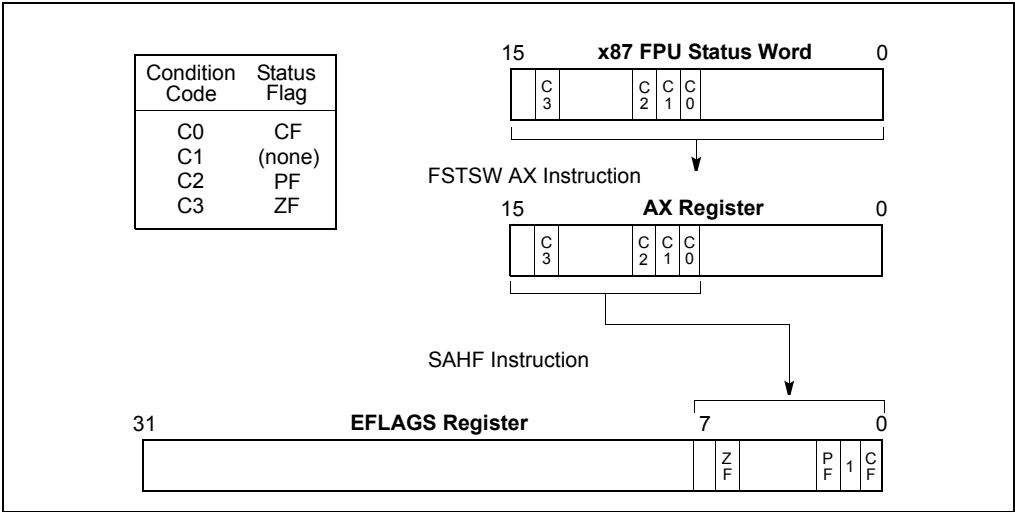 Condition Code Status Flag
C0 CF
C1 (none)
C2 PF
C3 ZF
15 x87 FPU Status Word 0
C3 C2 C1 C0
FSTSW AX Instruction
15 AX Register 0
C3 C2 C1 C0
SAHF Instruction
31 EFLAGS Register 7 0
ZF PF 1 CF